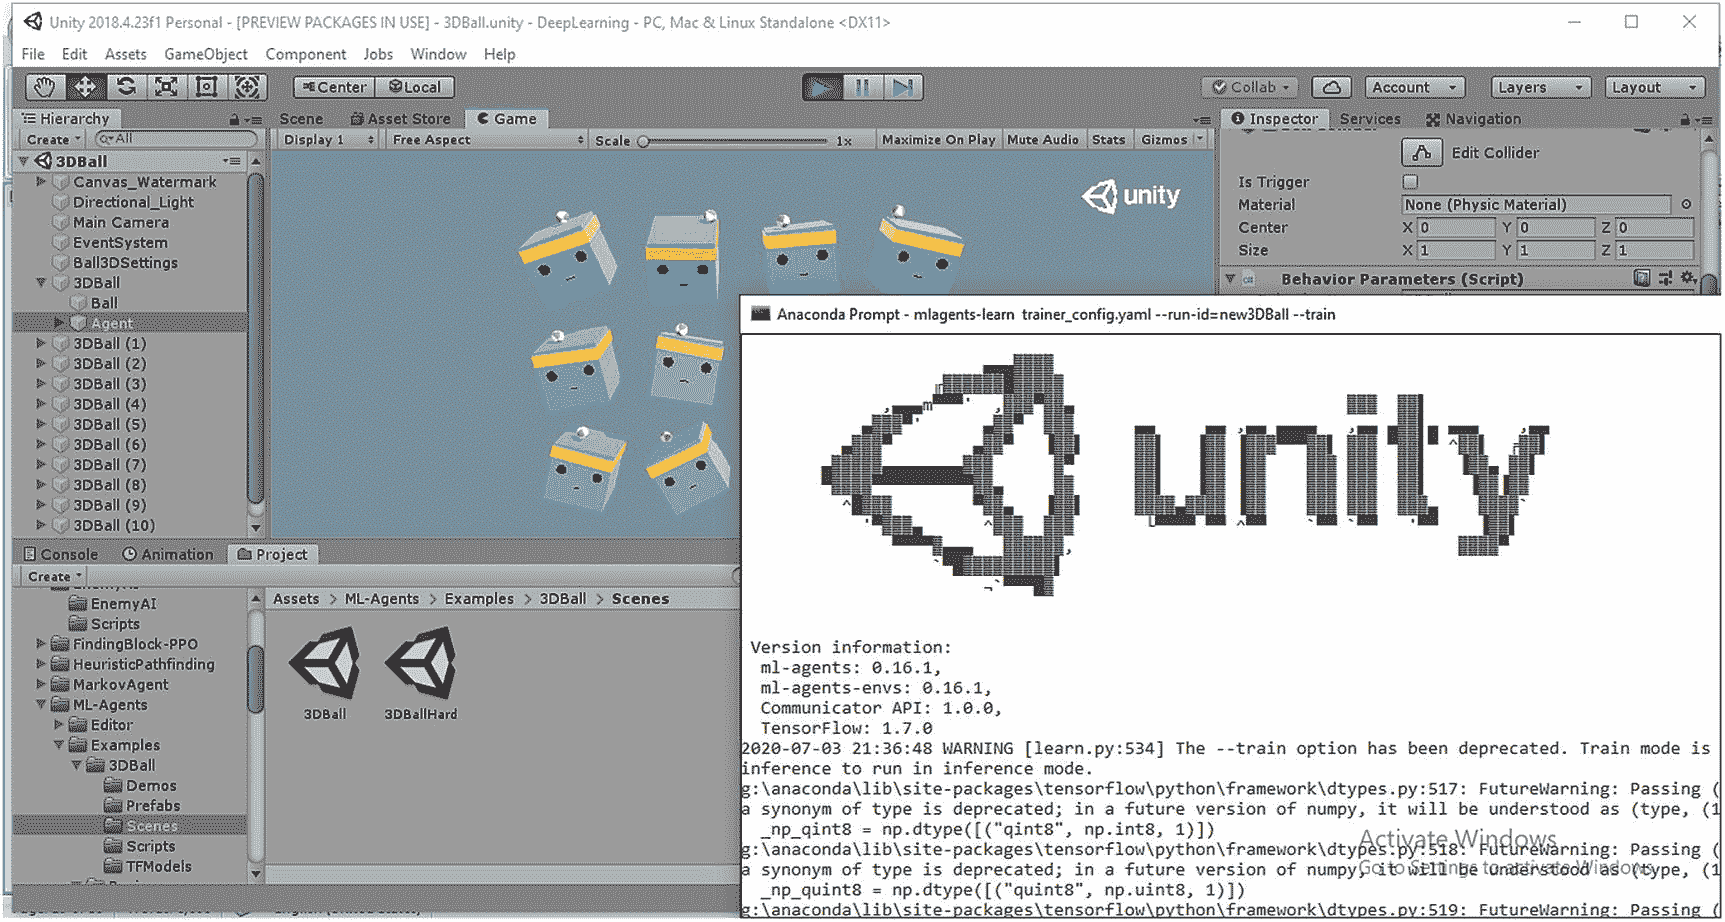 Unity 2018.4.23f1 Personal - [PREVIEW PACKAGES IN USE] - 3DBall.unity - DeepLearning - PC, Mac & Linux Standalone <DX11>
File Edit Assets GameObject Component Jobs Window Help
Center Local Collab Account Layers Layout
Hierarchy
Create All
3DBall
Canvas_Watermark
Directional_Light
Main Camera
EventSystem
Ball3DSettings
3DBall
Ball
Agent
3DBall (1)
3DBall (2)
3DBall (3)
3DBall (4)
3DBall (5)
3DBall (6)
3DBall (7)
3DBall (8)
3DBall (9)
3DBall (10)
Scene Asset Store Game
Display 1 Free Aspect Scale 1x Maximize On Play Mute Audio Stats Gizmos
unity
Inspector Services Navigation
Edit Collider
Is Trigger
Material None (Physic Material)
Center X 0 Y 0 Z 0
Size X 1 Y 1 Z 1
Behavior Parameters (Script)
Console Animation Project
Create
EnemyAI
Scripts
FindingBlock-PPO
HeuristicPathfinding
MarkovAgent
ML-Agents
Editor
Examples
3DBall
Demos
Prefabs
Scenes
Scripts
TFModels
Assets > ML-Agents > Examples > 3DBall > Scenes
3DBall 3DBallHard
Anaconda Prompt - mlagents-learn trainer_config.yaml --run-id=new3DBall --train
unity
Version information:
ml-agents: 0.16.1,
ml-agents-envs: 0.16.1,
Communicator API: 1.0.0,
TensorFlow: 1.7.0
2020-07-03 21:36:48 WARNING [learn.py:534] The --train option has been deprecated. Train mode is
inference to run in inference mode.
g:\anaconda\lib\site-packages\tensorflow\python\framework\dtypes.py:517: FutureWarning: Passing (
a synonym of type is deprecated; in a future version of numpy, it will be understood as (type, (1
_np_qint8 = np.dtype([("qint8", np.int8, 1)])
g:\anaconda\lib\site-packages\tensorflow\python\framework\dtypes.py:518: FutureWarning: Passing (
a synonym of type is deprecated; in a future version of numpy, it will be understood as (type, (1
_np_quint8 = np.dtype([("quint8", np.uint8, 1)])
g:\anaconda\lib\site-packages\tensorflow\python\framework\dtypes.py:519: FutureWarning: Passing (
Activate Windows
Go to Settings to activate Windows.